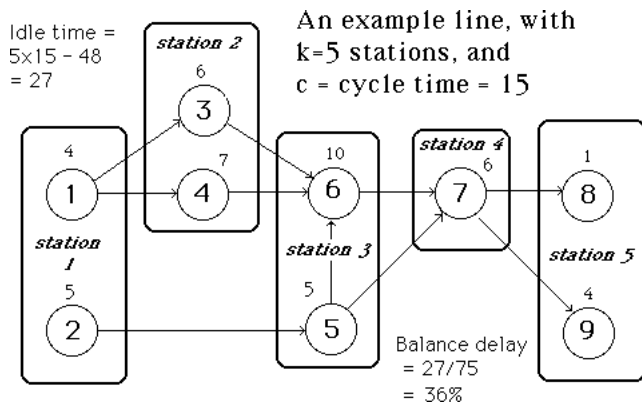 Idle time =
5x15 - 48
= 27
An example line, with
k=5 stations, and
c = cycle time = 15
station 2
6
3
7
4
4
1
station
1
5
2
10
6
station 3
5
5
station 4
6
7
1
8
station 5
4
9
Balance delay
= 27/75
= 36%